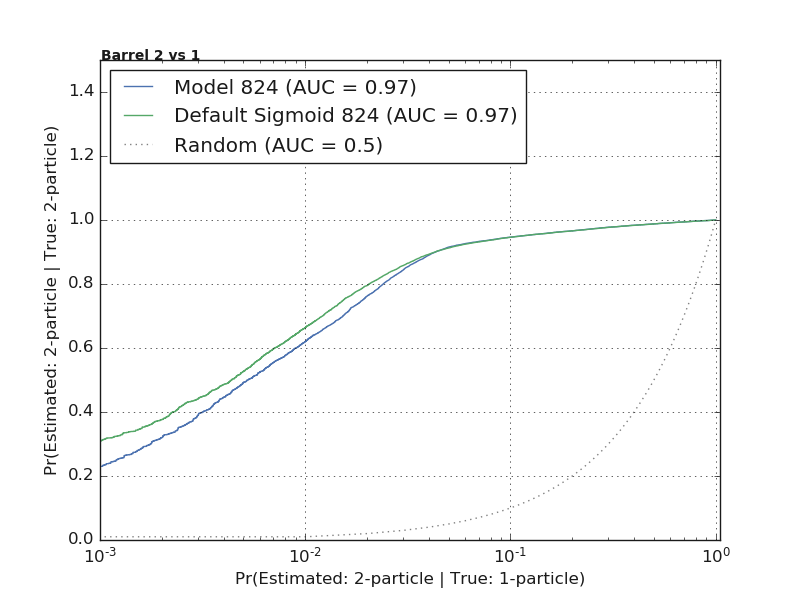 Barrel 2 vs 1
Model 824 (AUC = 0.97)
Default Sigmoid 824 (AUC = 0.97)
Random (AUC = 0.5)
Pr(Estimated: 2-particle | True: 2-particle)
1.4
1.2
1.0
0.8
0.6
0.4
0.2
0.0
10^-3 10^-2 10^-1 10^0
Pr(Estimated: 2-particle | True: 1-particle)